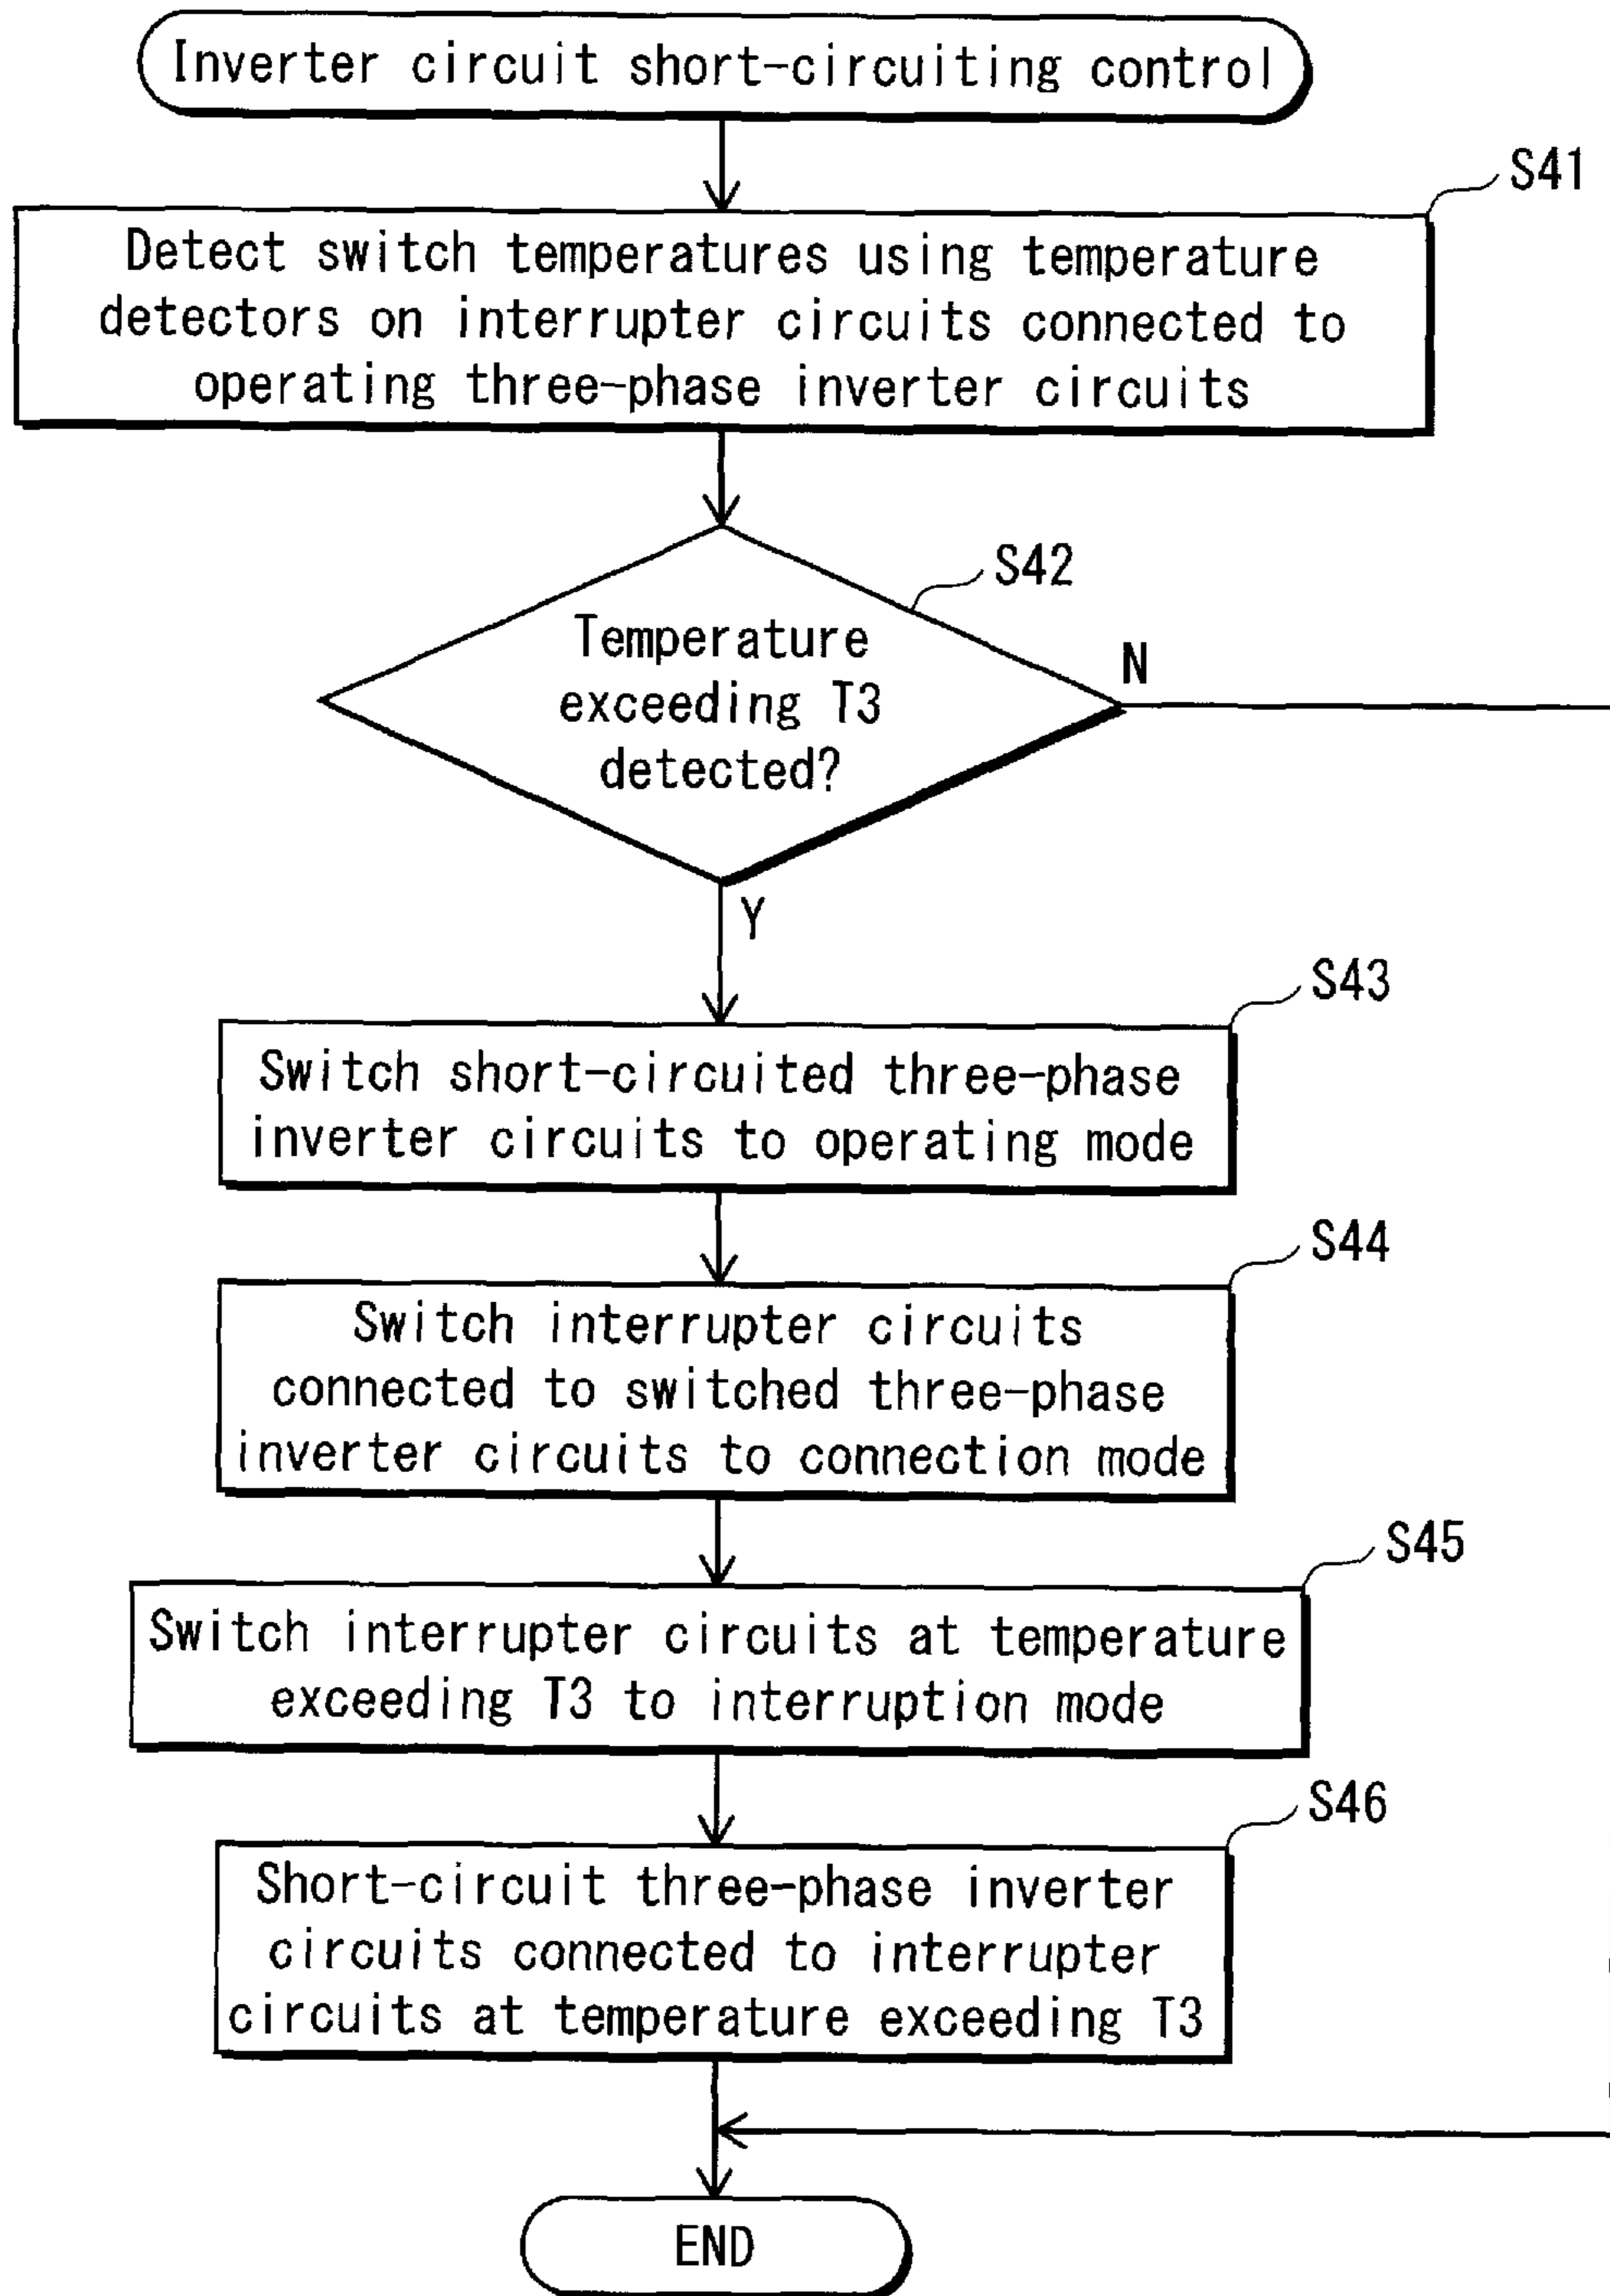 Inverter circuit short-circuiting control
S41
Detect switch temperatures using temperature
detectors on interrupter circuits connected to
operating three-phase inverter circuits
S42
Temperature
exceeding T3
detected?
N
Y
S43
Switch short-circuited three-phase
inverter circuits to operating mode
S44
Switch interrupter circuits
connected to switched three-phase
inverter circuits to connection mode
S45
Switch interrupter circuits at temperature
exceeding T3 to interruption mode
S46
Short-circuit three-phase inverter
circuits connected to interrupter
circuits at temperature exceeding T3
END